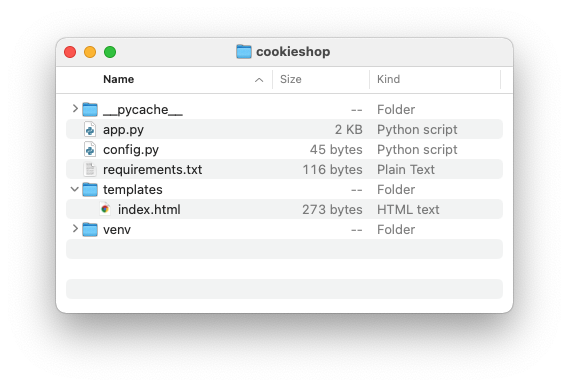 cookieshop
Name Size Kind
__pycache__ -- Folder
app.py 2 KB Python script
config.py 45 bytes Python script
requirements.txt 116 bytes Plain Text
templates -- Folder
index.html 273 bytes HTML text
venv -- Folder